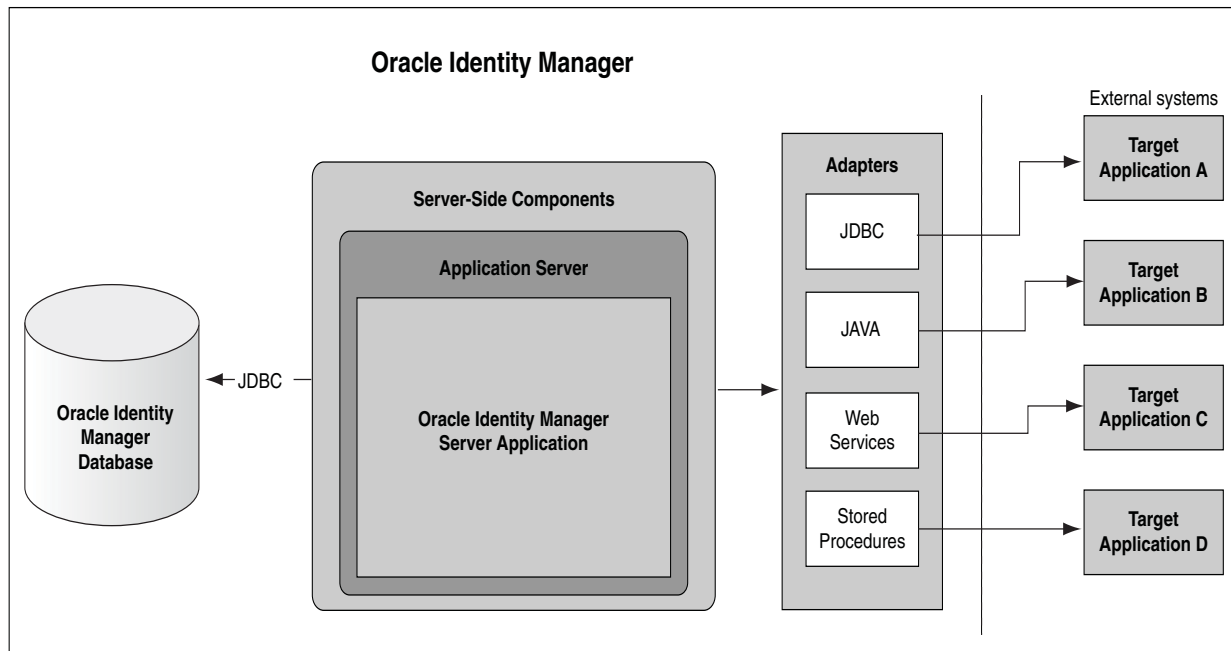 Oracle Identity Manager
External systems
Server-Side Components
Application Server
Oracle Identity Manager
Server Application
Oracle Identity
Manager
Database
JDBC
Adapters
JDBC
JAVA
Web
Services
Stored
Procedures
Target
Application A
Target
Application B
Target
Application C
Target
Application D